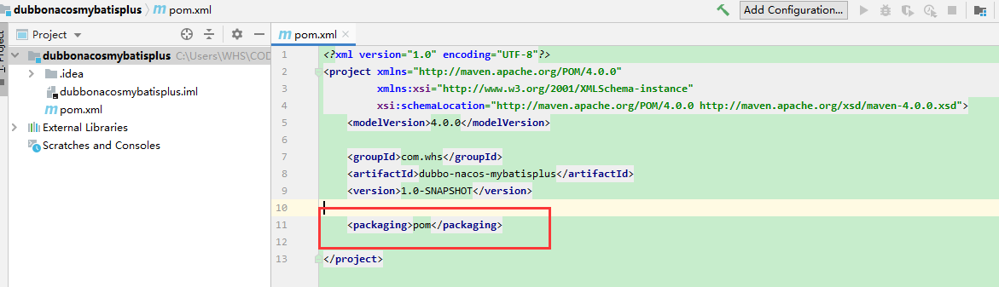 dubbonacosmybatisplus pom.xml Add Configuration...
Project
1: Project
dubbonacosmybatisplus C:\Users\WHS\COD
.idea
dubbonacosmybatisplus.iml
pom.xml
External Libraries
Scratches and Consoles
pom.xml
1 <?xml version="1.0" encoding="UTF-8"?>
2 <project xmlns="http://maven.apache.org/POM/4.0.0"
3 xmlns:xsi="http://www.w3.org/2001/XMLSchema-instance"
4 xsi:schemaLocation="http://maven.apache.org/POM/4.0.0 http://maven.apache.org/xsd/maven-4.0.0.xsd">
5 <modelVersion>4.0.0</modelVersion>
6
7 <groupId>com.whs</groupId>
8 <artifactId>dubbo-nacos-mybatisplus</artifactId>
9 <version>1.0-SNAPSHOT</version>
10
11 <packaging>pom</packaging>
12
13 </project>